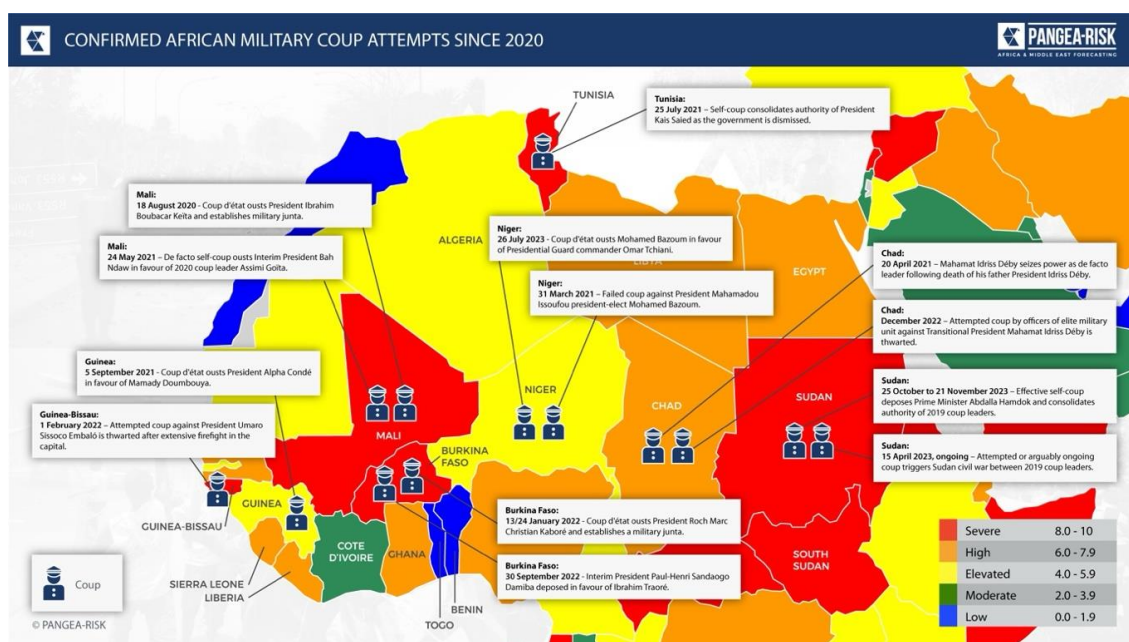 CONFIRMED AFRICAN MILITARY COUP ATTEMPTS SINCE 2020
PANGEA-RISK
AFRICA & MIDDLE EAST FORECASTING
TUNISIA
Tunisia:
25 July 2021 – Self-coup consolidates authority of President
Kais Saied as the government is dismissed.
Mali:
18 August 2020 - Coup d'état ousts President Ibrahim
Boubacar Keïta and establishes military junta.
Mali:
24 May 2021 – De facto self-coup ousts Interim President Bah
Ndaw in favour of 2020 coup leader Assimi Goïta.
ALGERIA
Niger:
26 July 2023 - Coup d'état ousts Mohamed Bazoum in favour
of Presidential Guard commander Omar Tchiani.
LIBYA
EGYPT
Niger:
31 March 2021 – Failed coup against President Mahamadou
Issoufou president-elect Mohamed Bazoum.
Chad:
20 April 2021 – Mahamat Idriss Déby seizes power as de facto
leader following death of his father President Idriss Déby.
Chad:
December 2022 – Attempted coup by officers of elite military
unit against Transitional President Mahamat Idriss Déby is
thwarted.
Guinea:
5 September 2021 - Coup d'état ousts President Alpha Condé
in favour of Mamady Doumbouya.
Guinea-Bissau:
1 February 2022 – Attempted coup against President Umaro
Sissoco Embaló is thwarted after extensive firefight in the
capital.
Sudan:
25 October to 21 November 2023 – Effective self-coup
deposes Prime Minister Abdalla Hamdok and consolidates
authority of 2019 coup leaders.
Sudan:
15 April 2023, ongoing – Attempted or arguably ongoing
coup triggers Sudan civil war between 2019 coup leaders.
NIGER
CHAD
SUDAN
MALI
BURKINA
FASO
GUINEA
GUINEA-BISSAU
COTE
D'IVOIRE
GHANA
SIERRA LEONE
LIBERIA
BENIN
TOGO
SOUTH
SUDAN
Burkina Faso:
13/24 January 2022 - Coup d'état ousts President Roch Marc
Christian Kaboré and establishes a military junta.
Burkina Faso:
30 September 2022 - Interim President Paul-Henri Sandaogo
Damiba deposed in favour of Ibrahim Traoré.
Coup
© PANGEA-RISK
Severe 8.0 - 10
High 6.0 - 7.9
Elevated 4.0 - 5.9
Moderate 2.0 - 3.9
Low 0.0 - 1.9